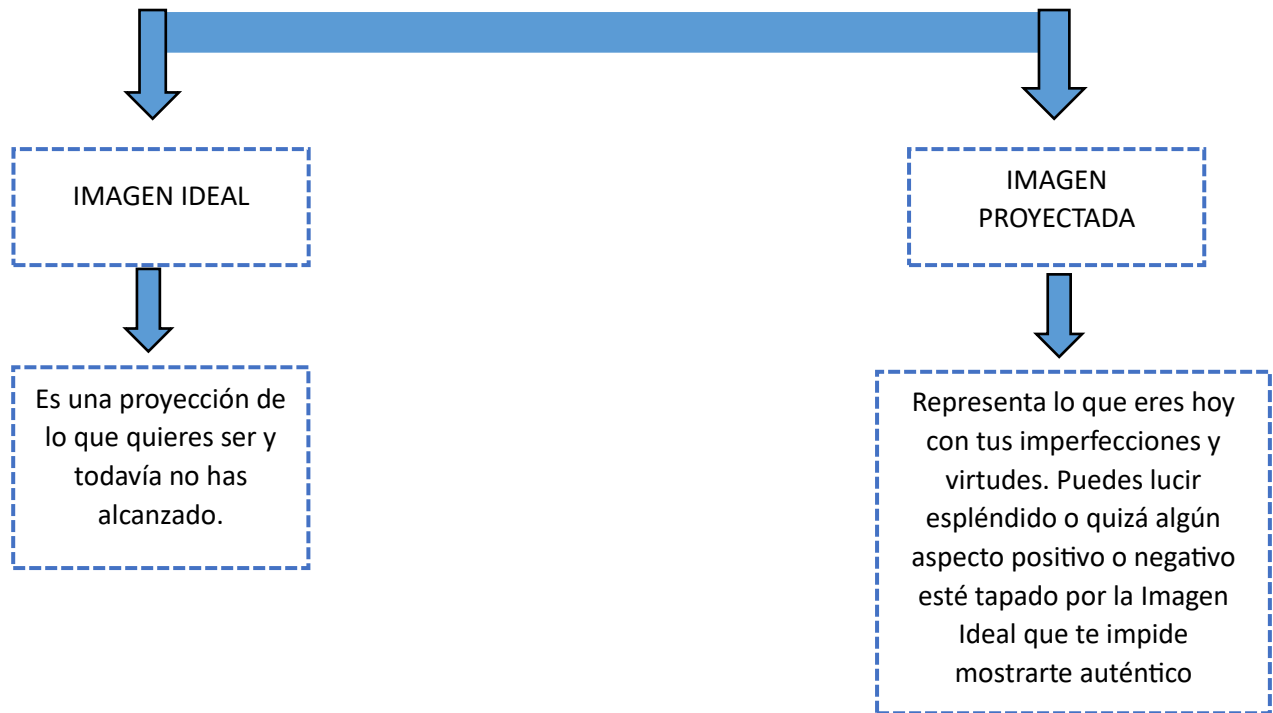 IMAGEN IDEAL
IMAGEN
PROYECTADA
Es una proyección de
lo que quieres ser y
todavía no has
alcanzado.
Representa lo que eres hoy
con tus imperfecciones y
virtudes. Puedes lucir
espléndido o quizá algún
aspecto positivo o negativo
esté tapado por la Imagen
Ideal que te impide
mostrarte auténtico